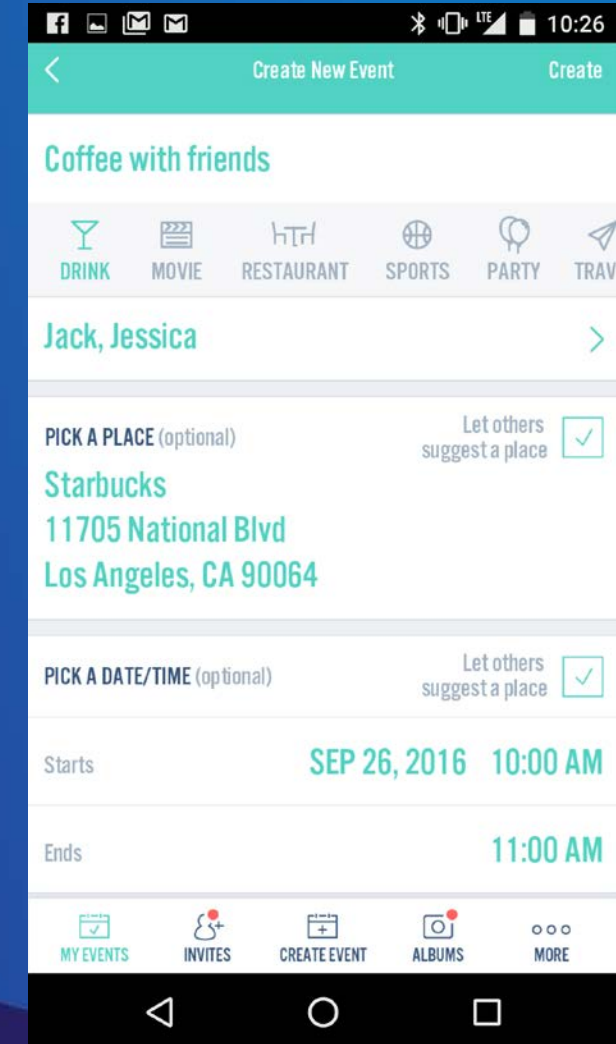 10:26
Create New Event
Create
Coffee with friends
DRINK
MOVIE
RESTAURANT
SPORTS
PARTY
TRAV
Jack, Jessica
PICK A PLACE (optional)
Let others
suggest a place
Starbucks
11705 National Blvd
Los Angeles, CA 90064
PICK A DATE/TIME (optional)
Let others
suggest a place
Starts
SEP 26, 2016 10:00 AM
Ends
11:00 AM
MY EVENTS
INVITES
CREATE EVENT
ALBUMS
MORE